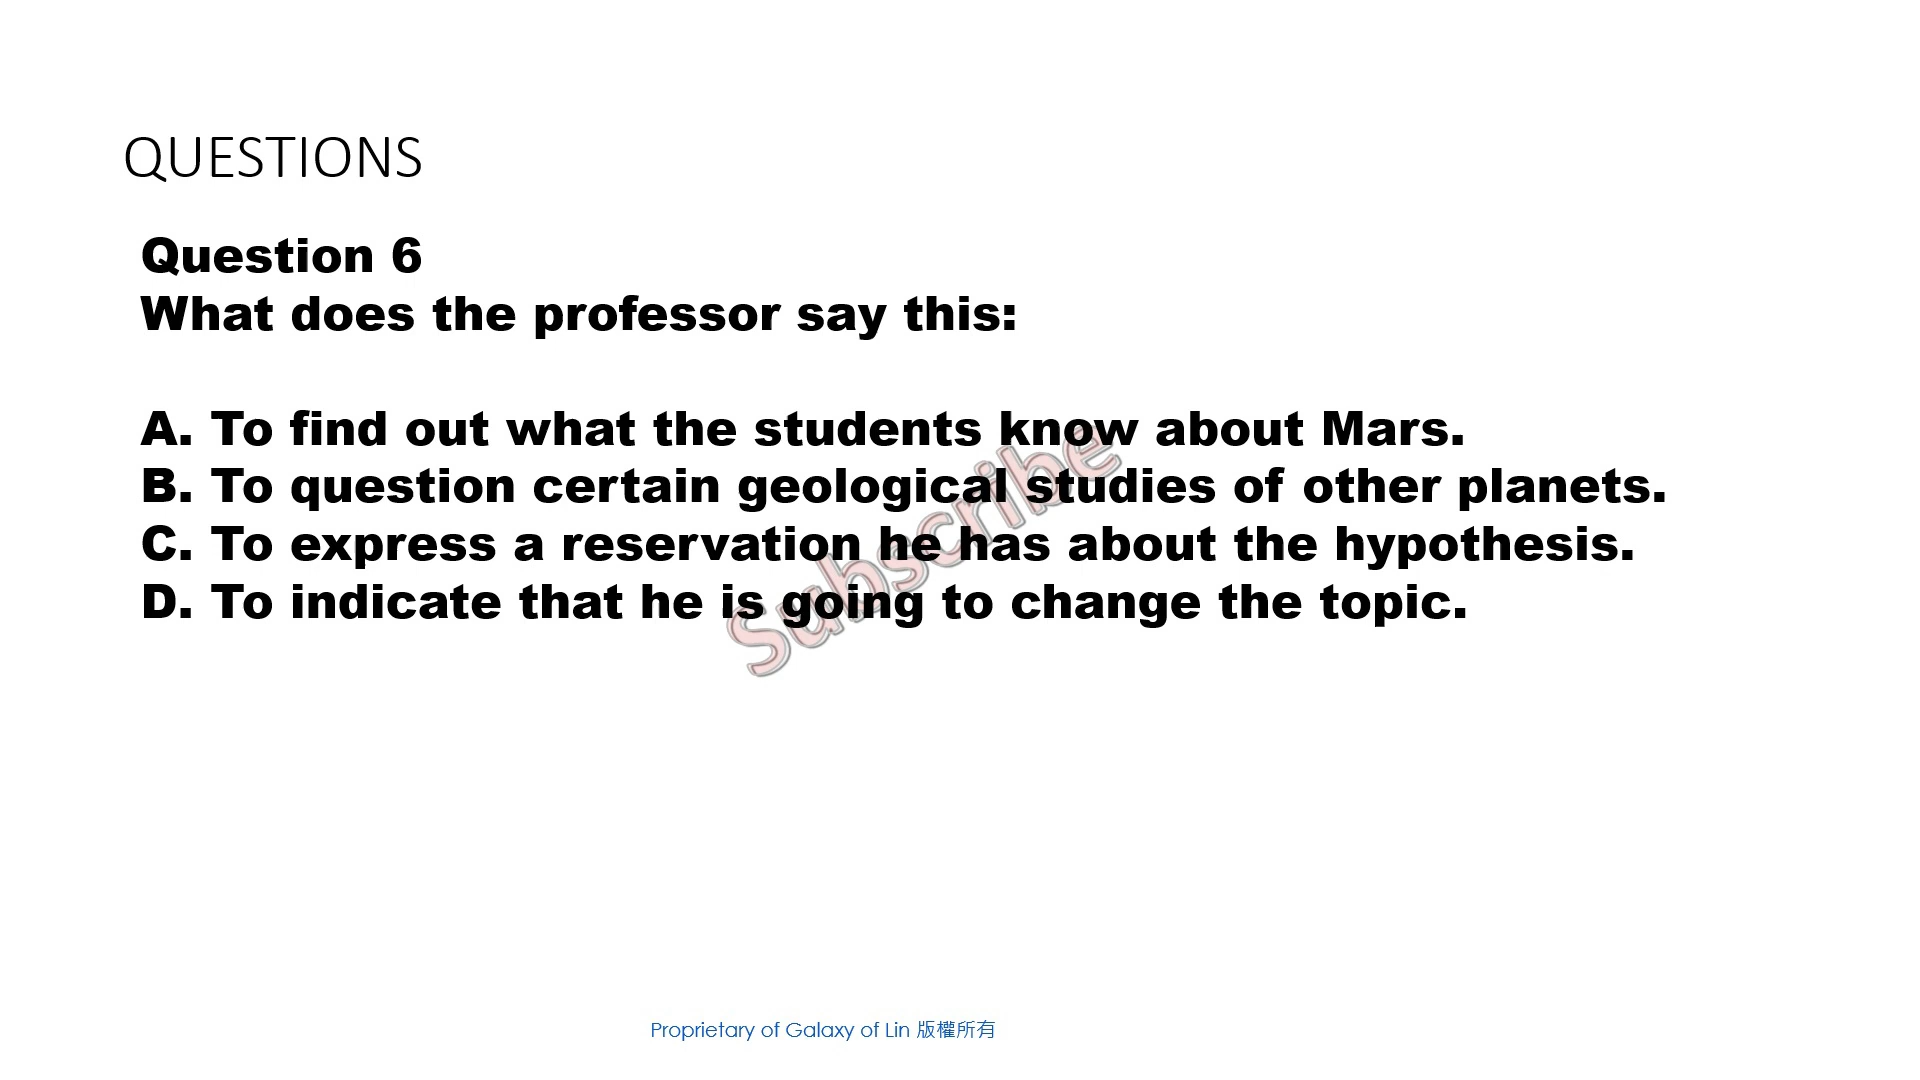 QUESTIONS
Question 6
What does the professor say this:
A. To find out what the students know about Mars.
B. To question certain geological studies of other planets.
C. To express a reservation he has about the hypothesis.
D. To indicate that he is going to change the topic.
Subscribe
Proprietary of Galaxy of Lin 版權所有